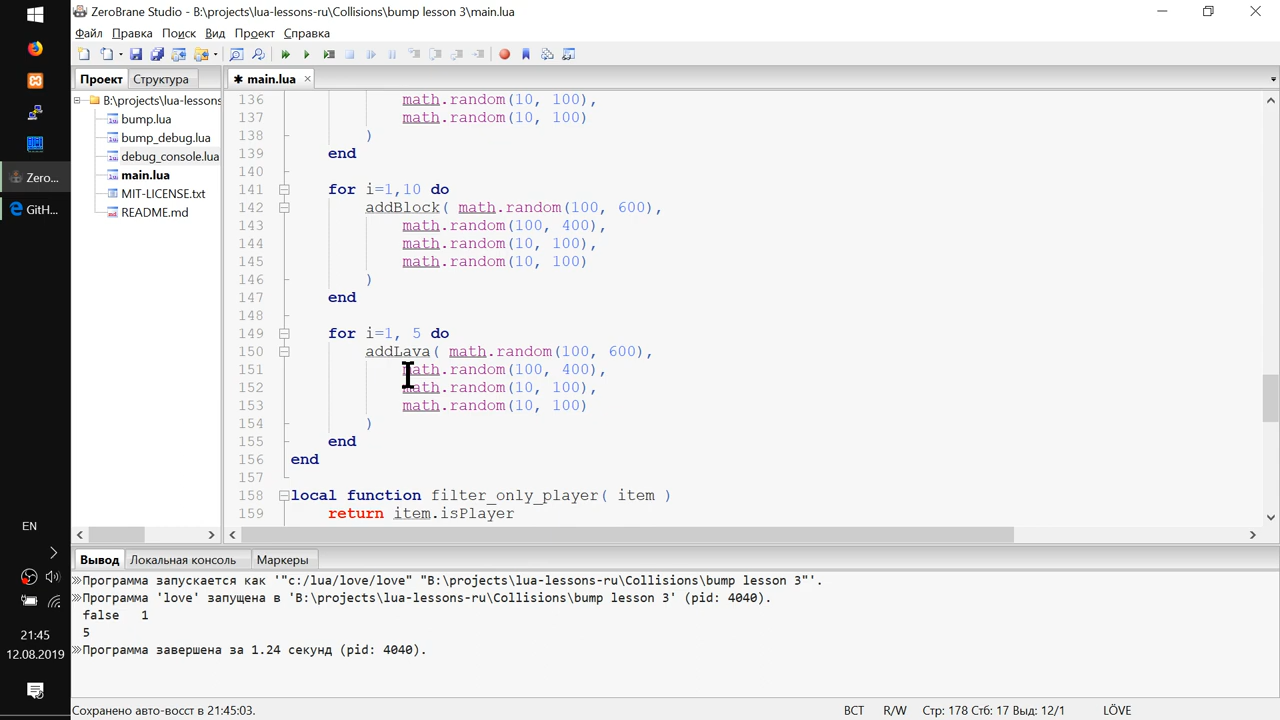 ZeroBrane Studio - B:\projects\lua-lessons-ru\Collisions\bump lesson 3\main.lua
Файл Правка Поиск Вид Проект Справка
Проект Структура
✱ main.lua ×
B:\projects\lua-lessons
bump.lua
bump_debug.lua
debug_console.lua
main.lua
MIT-LICENSE.txt
README.md
136 math.random(10, 100),
137 math.random(10, 100)
138 )
139 end
140
141 for i=1,10 do
142 addBlock( math.random(100, 600),
143 math.random(100, 400),
144 math.random(10, 100),
145 math.random(10, 100)
146 )
147 end
148
149 for i=1, 5 do
150 addLava( math.random(100, 600),
151 math.random(100, 400),
152 math.random(10, 100),
153 math.random(10, 100)
154 )
155 end
156 end
157
158 local function filter_only_player( item )
159 return item.isPlayer
Zero...
GitH...
EN
21:45
12.08.2019
Вывод Локальная консоль Маркеры
Программа запускается как '"c:/lua/love/love" "B:\projects\lua-lessons-ru\Collisions\bump lesson 3"'.
Программа 'love' запущена в 'B:\projects\lua-lessons-ru\Collisions\bump lesson 3' (pid: 4040).
false 1
5
Программа завершена за 1.24 секунд (pid: 4040).
Сохранено авто-восст в 21:45:03.
ВСТ R/W Стр: 178 Стб: 17 Выд: 12/1 LÖVE